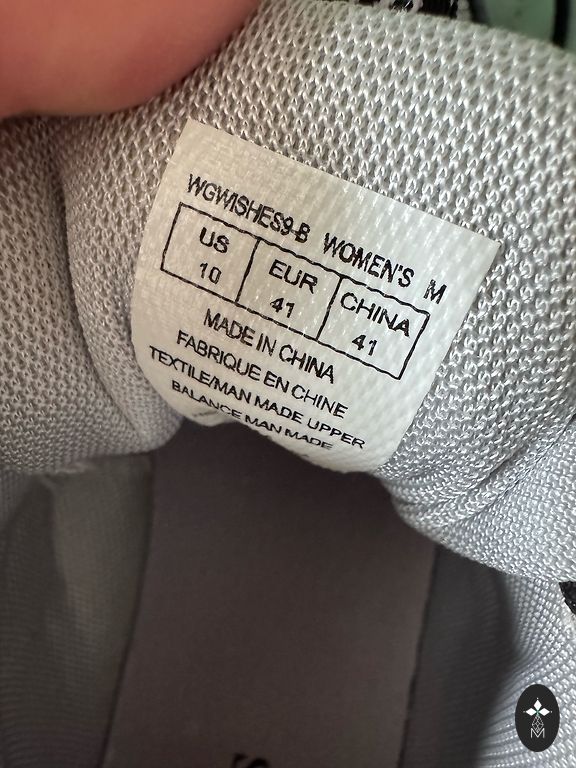 WGWISHES9-B WOMEN'S M
US EUR CHINA
10 41 41
MADE IN CHINA
FABRIQUE EN CHINE
TEXTILE/MAN MADE UPPER
BALANCE MAN MADE
M